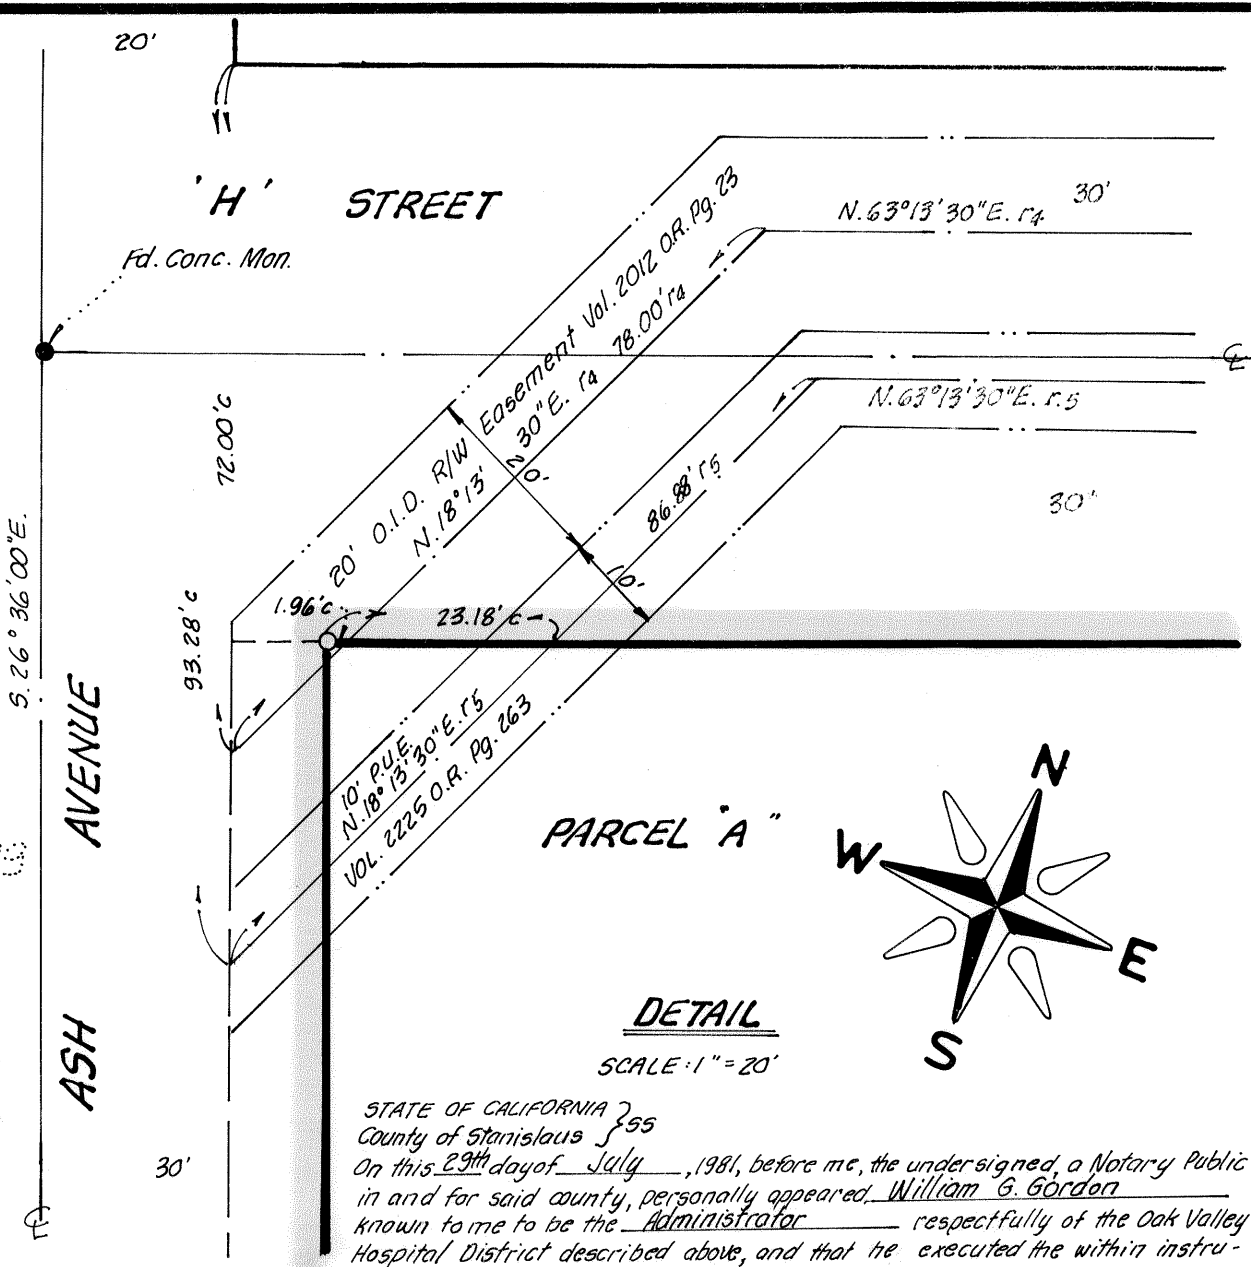 20'
'H' STREET
Fd. Conc. Mon.
30'
N.63°13'30"E. r4
20' O.I.D. R/W Easement Vol. 2012 O.R. Pg. 23
N.18°13'30"E. r4 78.00' r4
℄
N.63°13'30"E. r.5
72.00'c
20'
86.88' r5
30'
10'
S.26°36'00"E.
93.28'c
1.96'c
23.18'c
10' P.U.E.
N.18°13'30"E. r5
VOL. 2225 O.R. Pg. 263
ASH AVENUE
PARCEL "A"
N
W
E
S
DETAIL
SCALE: 1" = 20'
30'
℄
STATE OF CALIFORNIA } SS
County of Stanislaus
On this 29th day of July, 1981, before me, the undersigned, a Notary Public
in and for said county, personally appeared William G. Gordon
known to me to be the Administrator respectfully of the Oak Valley
Hospital District described above, and that he executed the within instru-